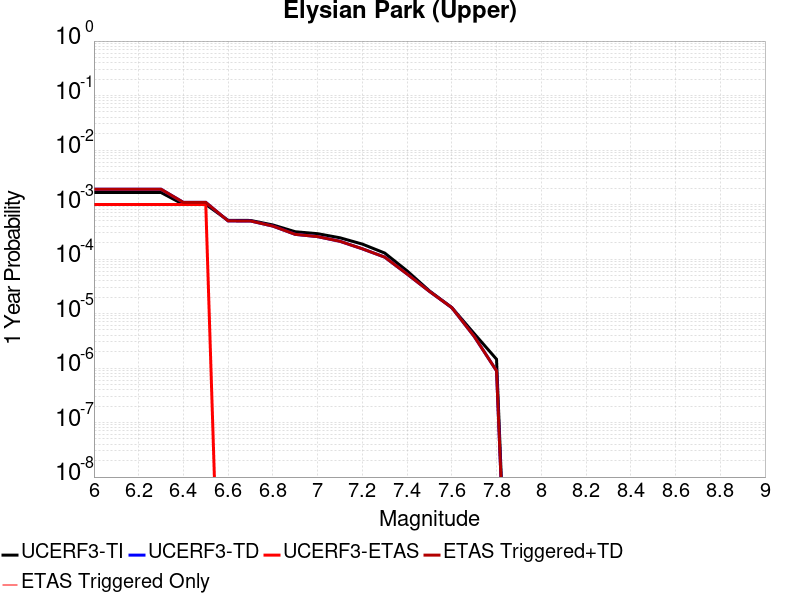 Elysian Park (Upper)
10^0
10^-1
10^-2
10^-3
10^-4
10^-5
10^-6
10^-7
10^-8
1 Year Probability
6 6.2 6.4 6.6 6.8 7 7.2 7.4 7.6 7.8 8 8.2 8.4 8.6 8.8 9
Magnitude
UCERF3-TI UCERF3-TD UCERF3-ETAS ETAS Triggered+TD
ETAS Triggered Only